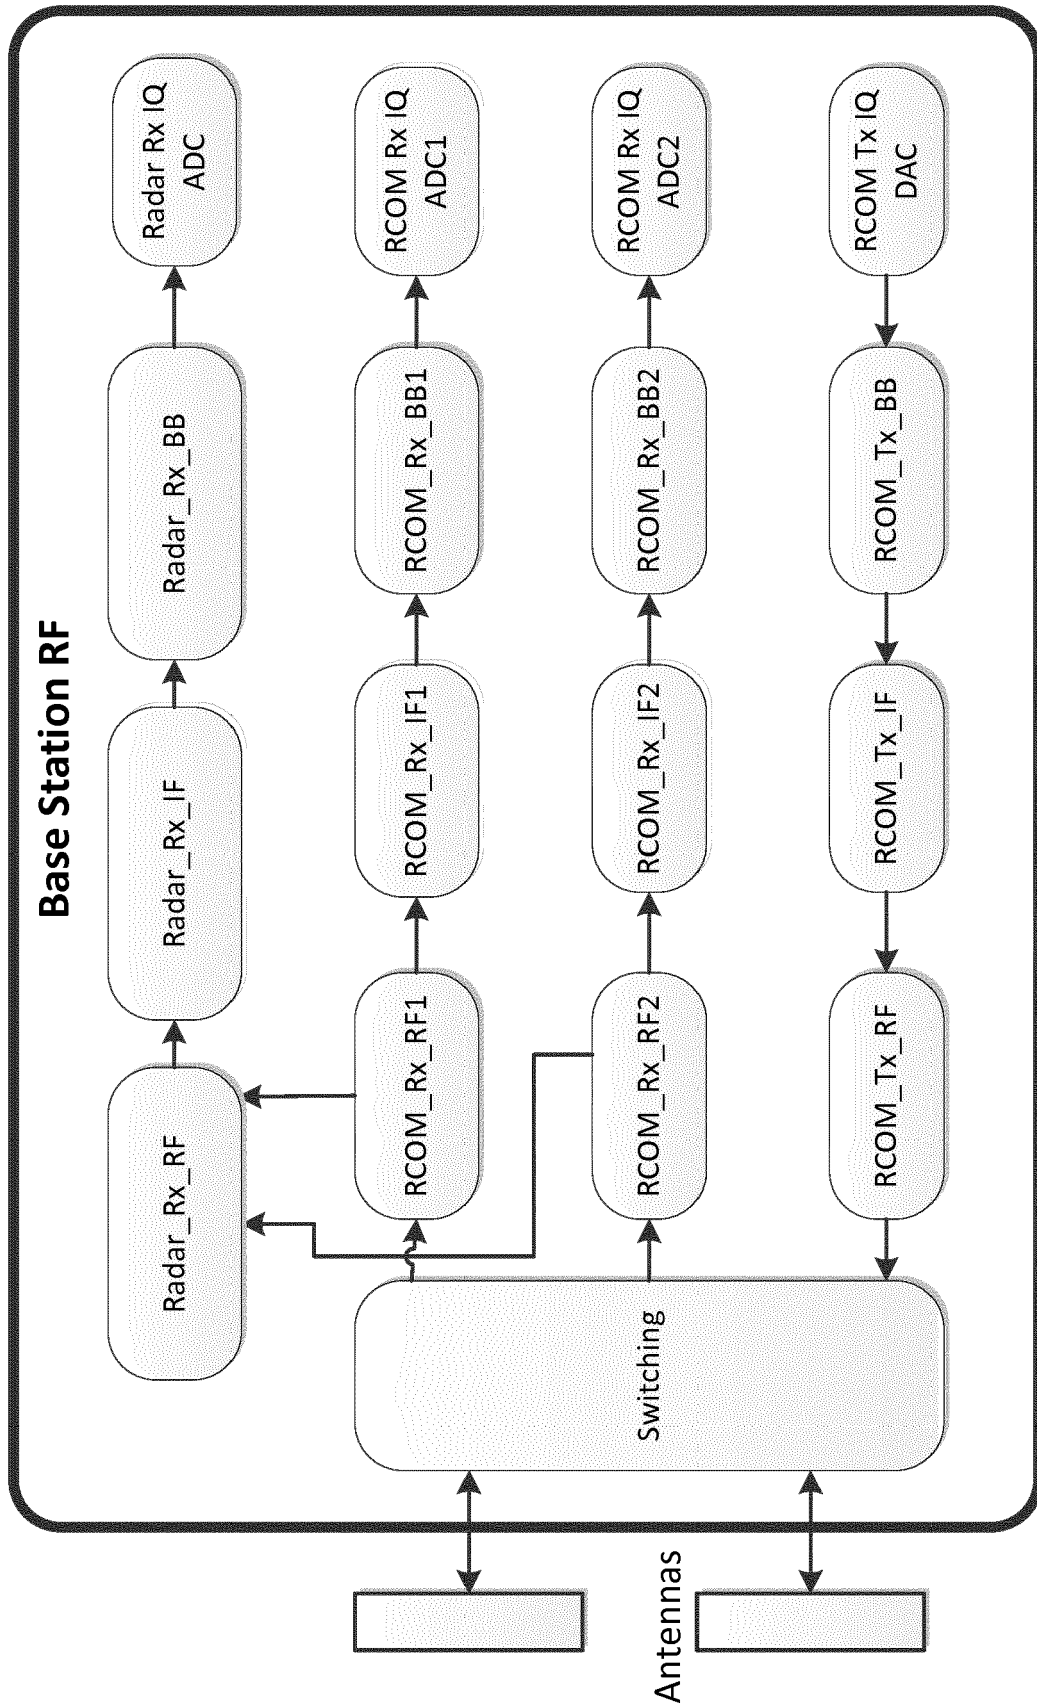 Base Station RF
Radar_Rx_RF
Radar_Rx_IF
Radar_Rx_BB
Radar Rx IQ
ADC
RCOM_Rx_RF1
RCOM_Rx_IF1
RCOM_Rx_BB1
RCOM Rx IQ
ADC1
Switching
RCOM_Rx_RF2
RCOM_Rx_IF2
RCOM_Rx_BB2
RCOM Rx IQ
ADC2
Antennas
RCOM_Tx_RF
RCOM_Tx_IF
RCOM_Tx_BB
RCOM Tx IQ
DAC